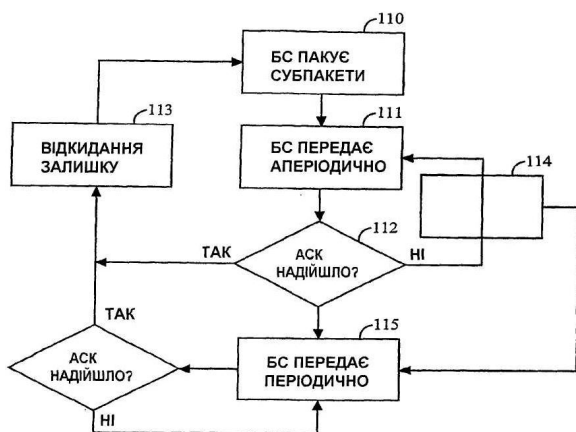 110
БС ПАКУЄ
СУБПАКЕТИ
113
111
ВІДКИДАННЯ
ЗАЛИШКУ
БС ПЕРЕДАЄ
АПЕРІОДИЧНО
114
112
ТАК
АСК
НАДІЙШЛО?
НІ
ТАК
115
АСК
НАДІЙШЛО?
БС ПЕРЕДАЄ
ПЕРІОДИЧНО
НІ